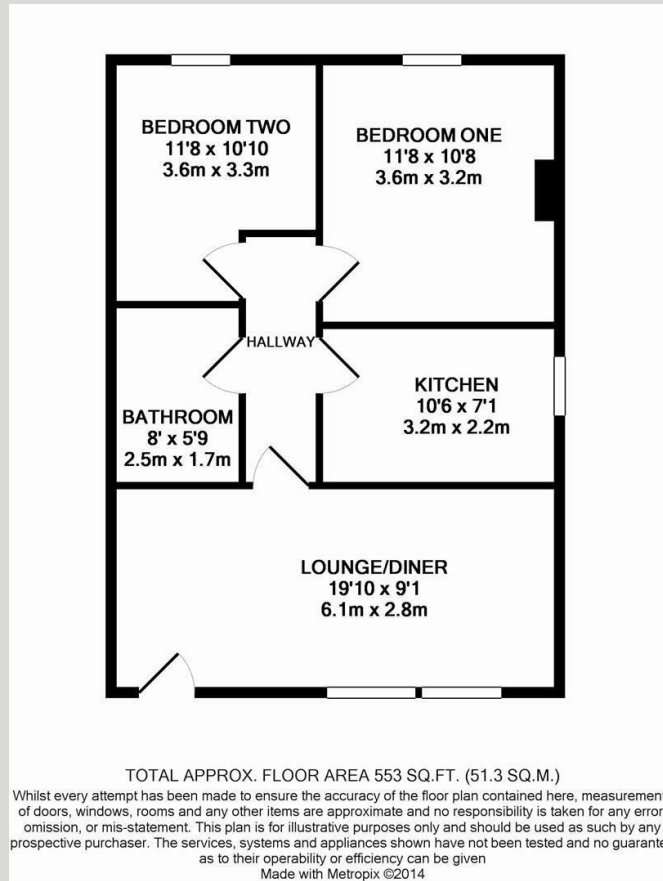 BEDROOM TWO
11'8 x 10'10
3.6m x 3.3m
BEDROOM ONE
11'8 x 10'8
3.6m x 3.2m
HALLWAY
KITCHEN
10'6 x 7'1
3.2m x 2.2m
BATHROOM
8' x 5'9
2.5m x 1.7m
LOUNGE/DINER
19'10 x 9'1
6.1m x 2.8m
TOTAL APPROX. FLOOR AREA 553 SQ.FT. (51.3 SQ.M.)
Whilst every attempt has been made to ensure the accuracy of the floor plan contained here, measurement
of doors, windows, rooms and any other items are approximate and no responsibility is taken for any error
omission, or mis-statement. This plan is for illustrative purposes only and should be used as such by any
prospective purchaser. The services, systems and appliances shown have not been tested and no guarante
as to their operability or efficiency can be given
Made with Metropix ©2014